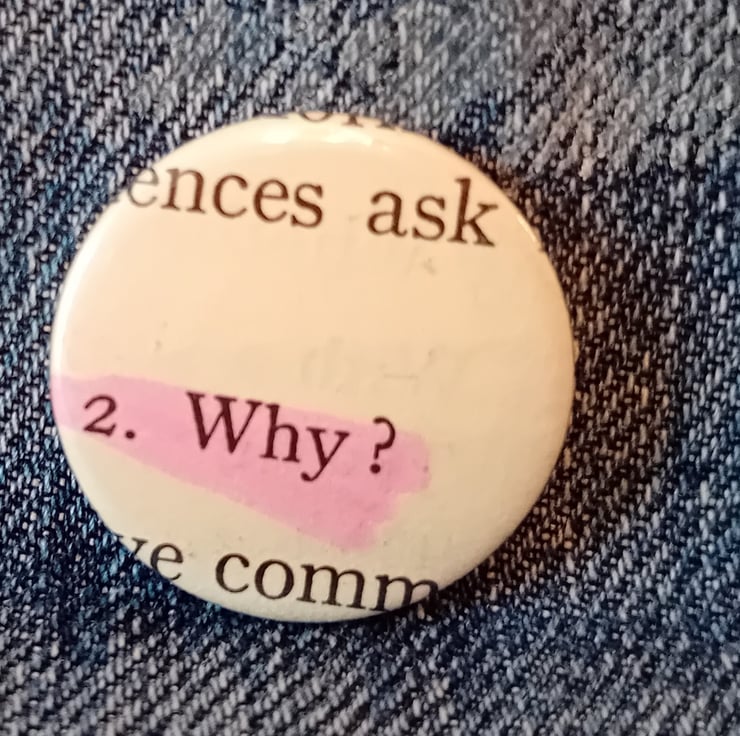 ences ask
2. Why?
ve comm